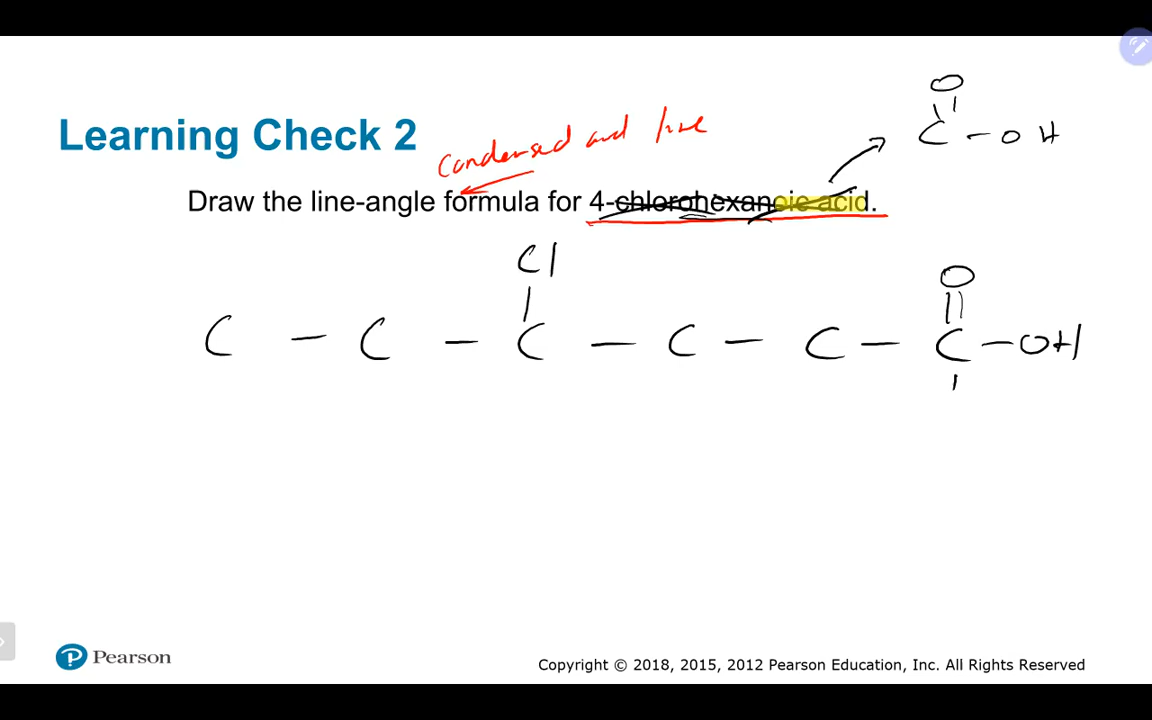 O
C - OH
condensed and line
Learning Check 2
Draw the line-angle formula for 4-chlorohexanoic acid.
Cl
O
C - C - C - C - C - C - OH
Pearson
Copyright © 2018, 2015, 2012 Pearson Education, Inc. All Rights Reserved